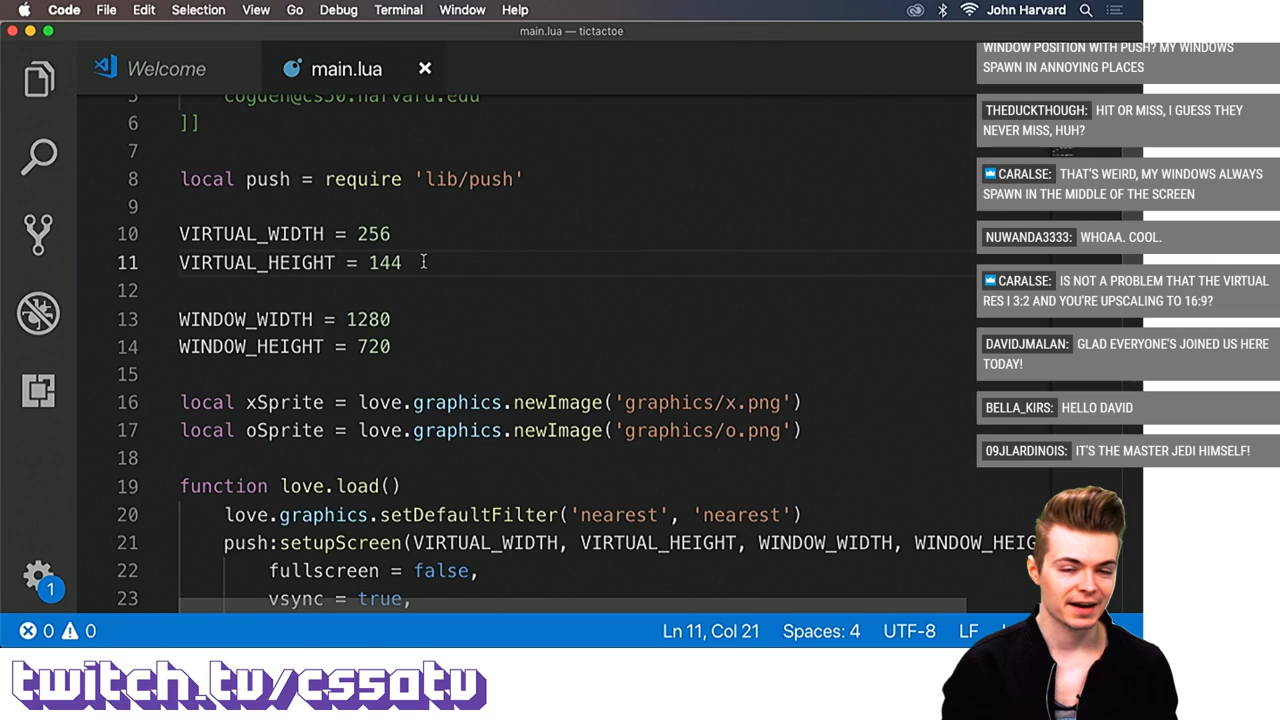 Code File Edit Selection View Go Debug Terminal Window Help John Harvard
main.lua — tictactoe
Welcome main.lua
5 cogden@cs50.harvard.edu
6 ]]
7
8 local push = require 'lib/push'
9
10 VIRTUAL_WIDTH = 256
11 VIRTUAL_HEIGHT = 144
12
13 WINDOW_WIDTH = 1280
14 WINDOW_HEIGHT = 720
15
16 local xSprite = love.graphics.newImage('graphics/x.png')
17 local oSprite = love.graphics.newImage('graphics/o.png')
18
19 function love.load()
20 love.graphics.setDefaultFilter('nearest', 'nearest')
21 push:setupScreen(VIRTUAL_WIDTH, VIRTUAL_HEIGHT, WINDOW_WIDTH, WINDOW_HEIG
22 fullscreen = false,
23 vsync = true,
1
0 0 Ln 11, Col 21 Spaces: 4 UTF-8 LF
WINDOW POSITION WITH PUSH? MY WINDOWS
SPAWN IN ANNOYING PLACES
THEDUCKTHOUGH: HIT OR MISS, I GUESS THEY
NEVER MISS, HUH?
CARALSE: THAT'S WEIRD, MY WINDOWS ALWAYS
SPAWN IN THE MIDDLE OF THE SCREEN
NUWANDA3333: WHOAA. COOL.
CARALSE: IS NOT A PROBLEM THAT THE VIRTUAL
RES I 3:2 AND YOU'RE UPSCALING TO 16:9?
DAVIDJMALAN: GLAD EVERYONE'S JOINED US HERE
TODAY!
BELLA_KIRS: HELLO DAVID
09JLARDINOIS: IT'S THE MASTER JEDI HIMSELF!
twitch.tv/cs50tv